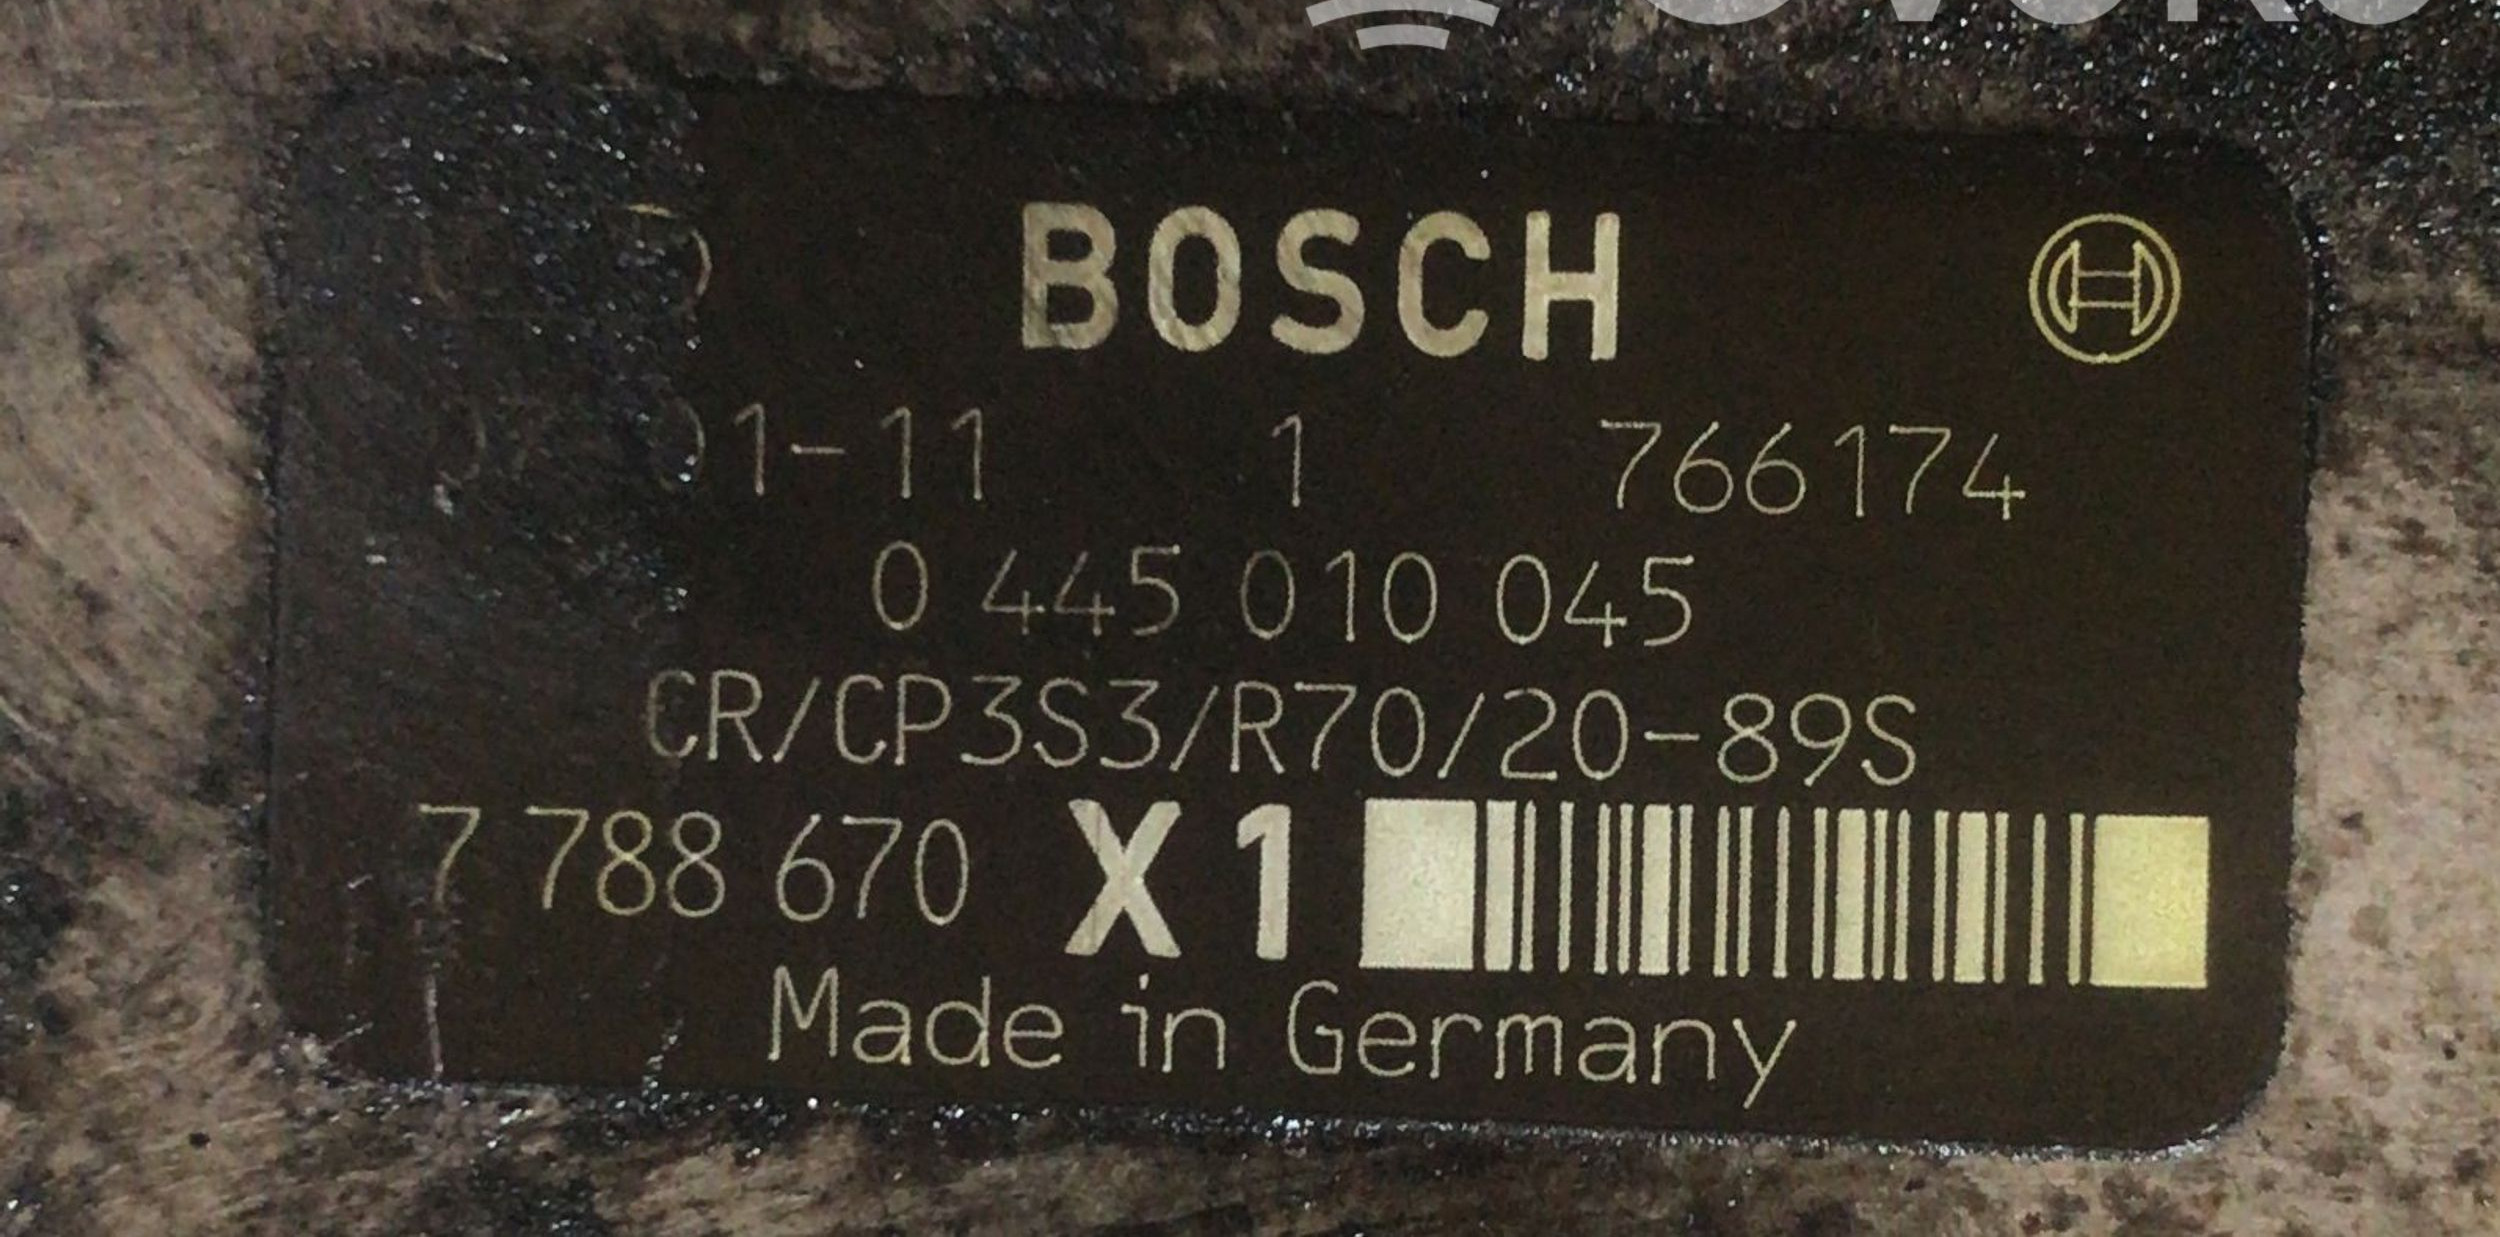 BOSCH
1-11 1 766174
0 445 010 045
CR/CP3S3/R70/20-89S
7 788 670 X1
Made in Germany